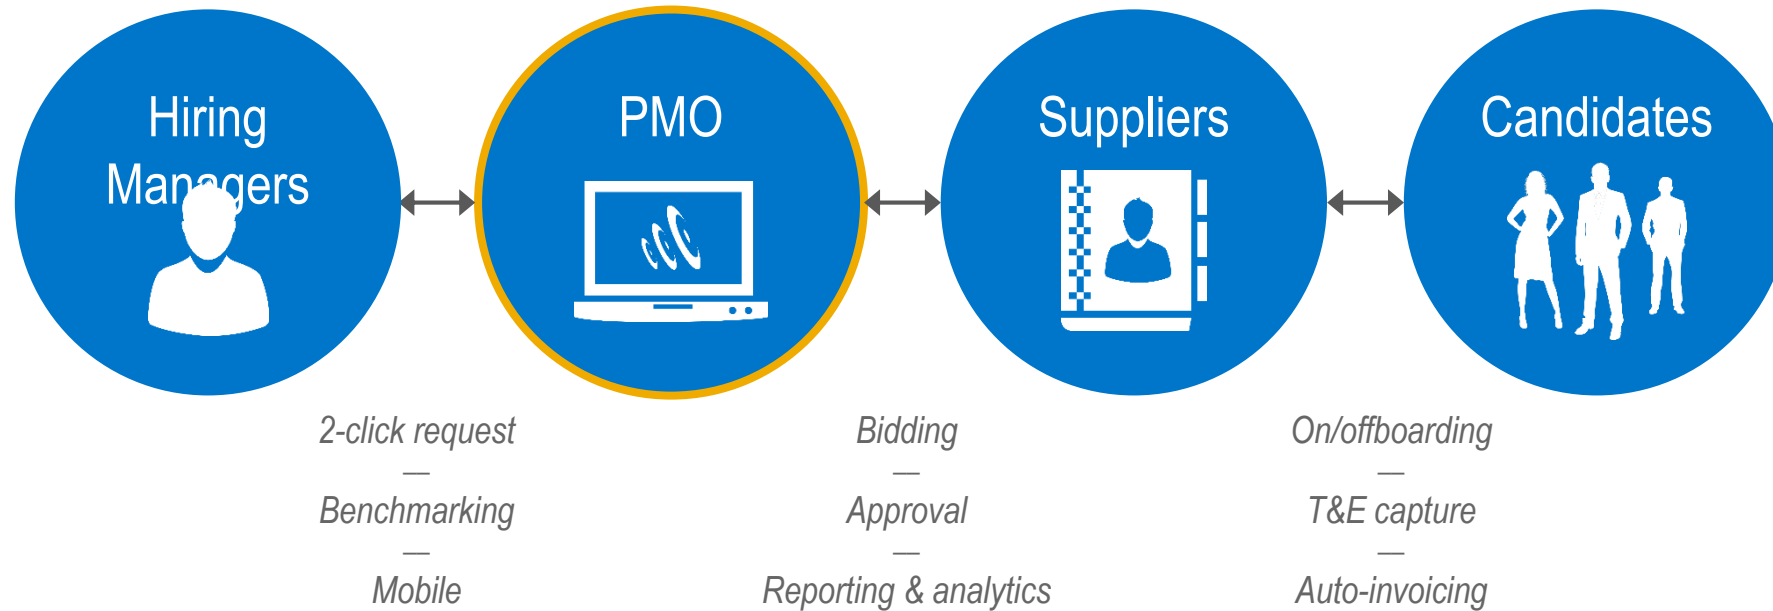 Hiring
Managers
PMO
Suppliers
Candidates
2-click request
—
Benchmarking
—
Mobile
Bidding
—
Approval
—
Reporting & analytics
On/offboarding
—
T&E capture
—
Auto-invoicing